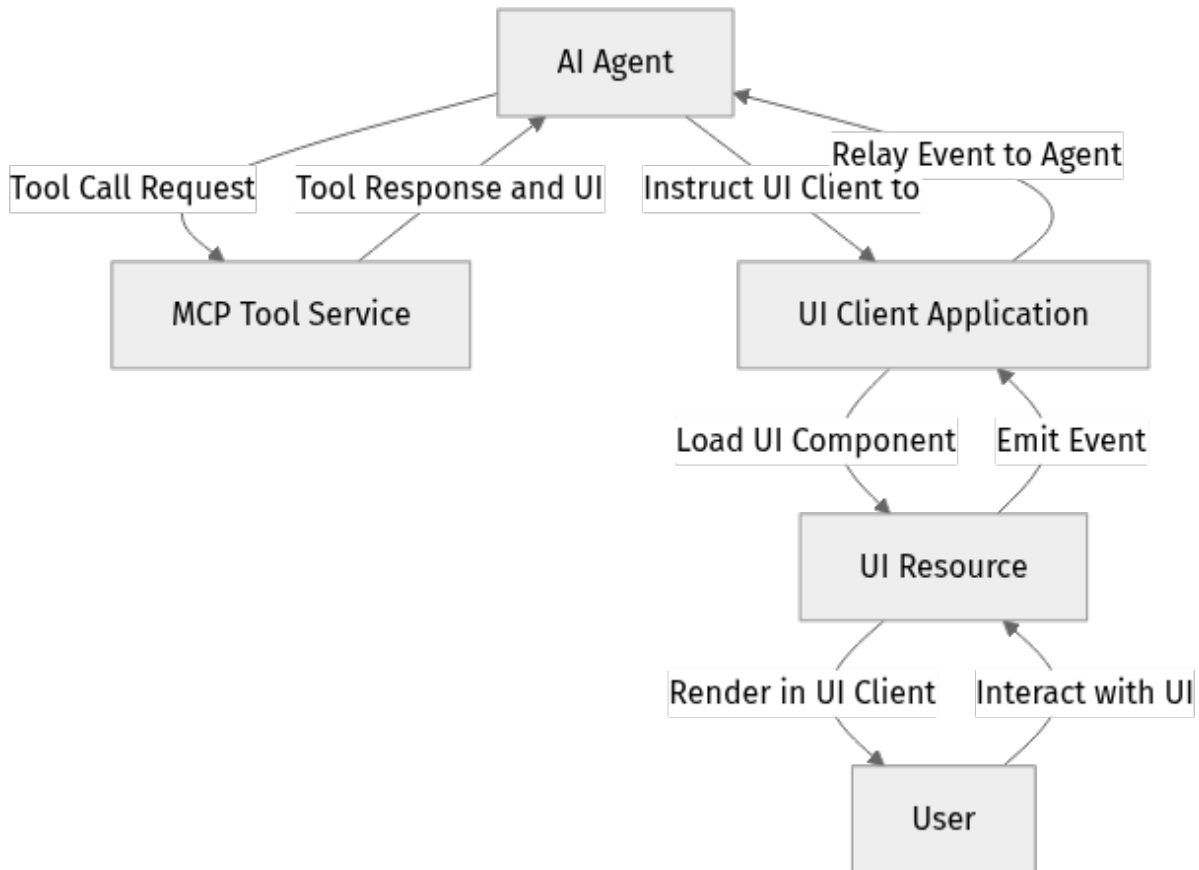 AI Agent
Relay Event to Agent
Tool Call Request
Tool Response and UI
Instruct UI Client to
MCP Tool Service
UI Client Application
Load UI Component
Emit Event
UI Resource
Render in UI Client
Interact with UI
User